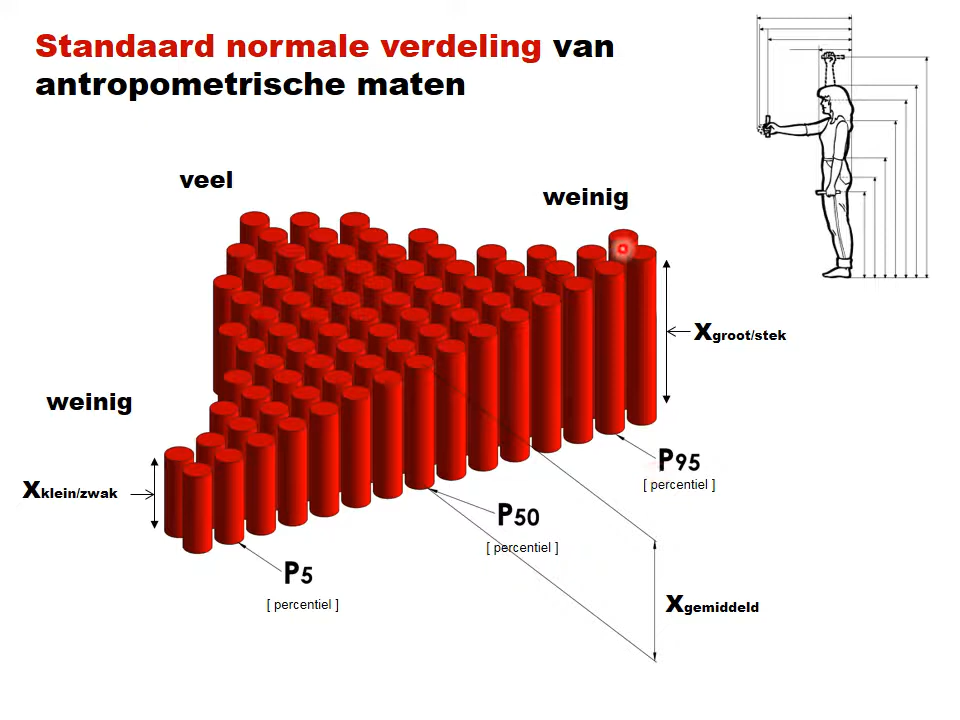 Standaard normale verdeling van
antropometrische maten
veel
weinig
Xgroot/stek
weinig
Xklein/zwak
P95
[ percentiel ]
P50
[ percentiel ]
P5
[ percentiel ]
Xgemiddeld